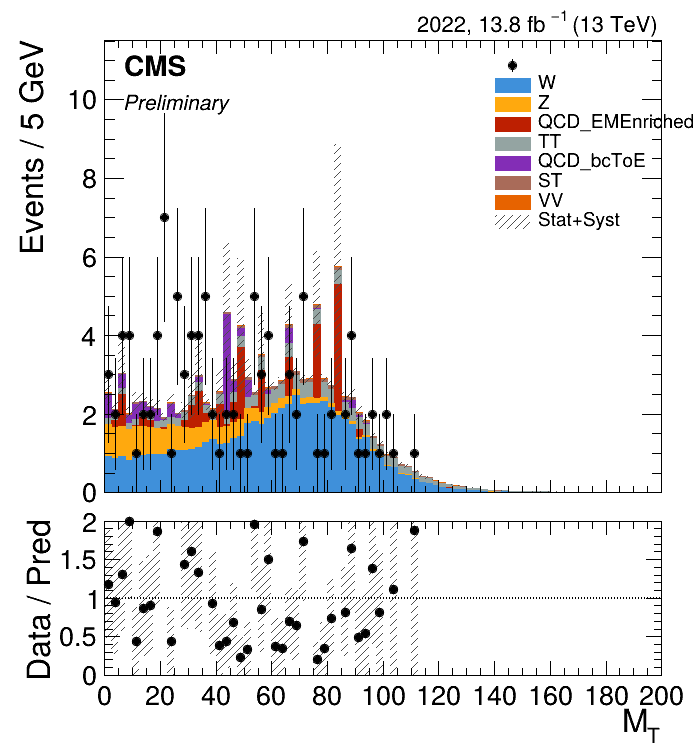 2022, 13.8 fb⁻¹ (13 TeV)
CMS
Preliminary
W
Z
QCD_EMEnriched
TT
QCD_bcToE
ST
VV
Stat+Syst
Events / 5 GeV
10
8
6
4
2
0
Data / Pred
2
1.5
1
0.5
0
0 20 40 60 80 100 120 140 160 180 200
M_T